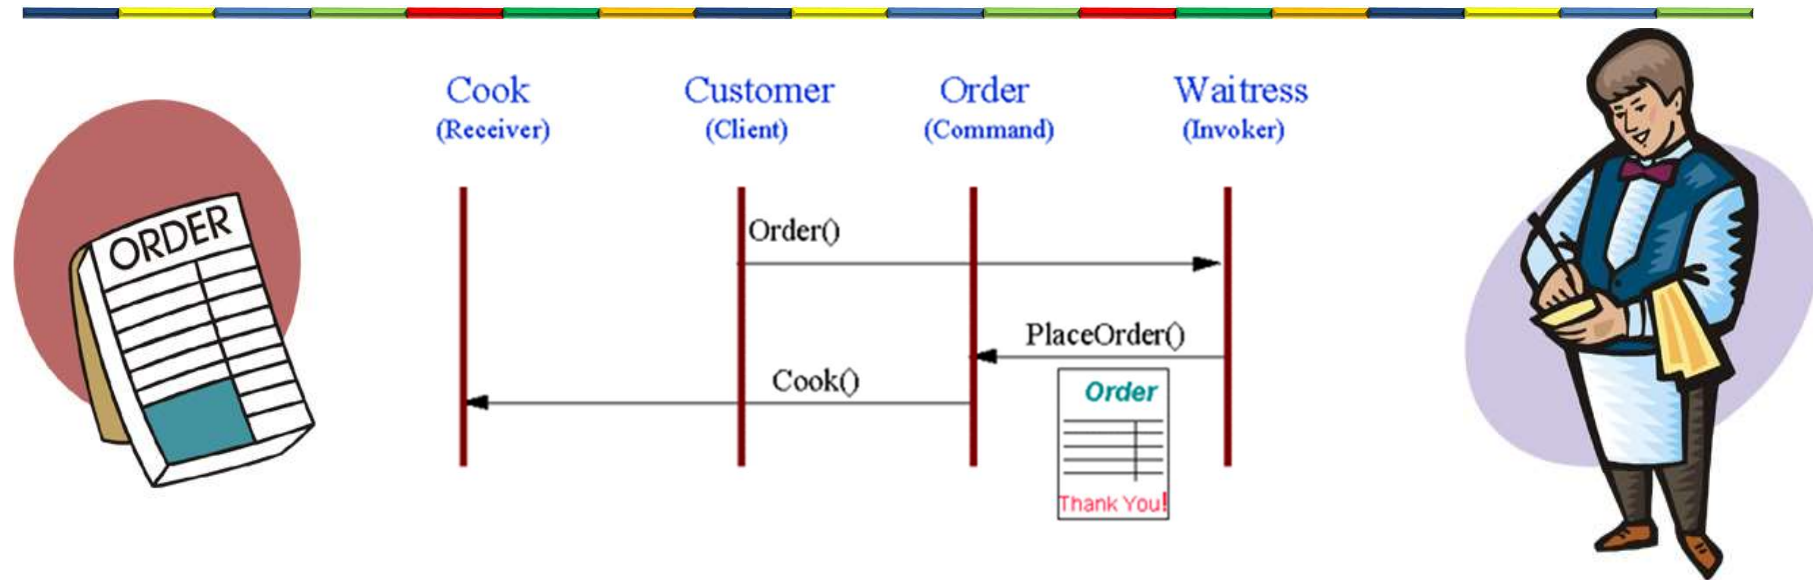 Cook
(Receiver)
Customer
(Client)
Order
(Command)
Waitress
(Invoker)
ORDER
Order()
PlaceOrder()
Cook()
Order
Thank You!